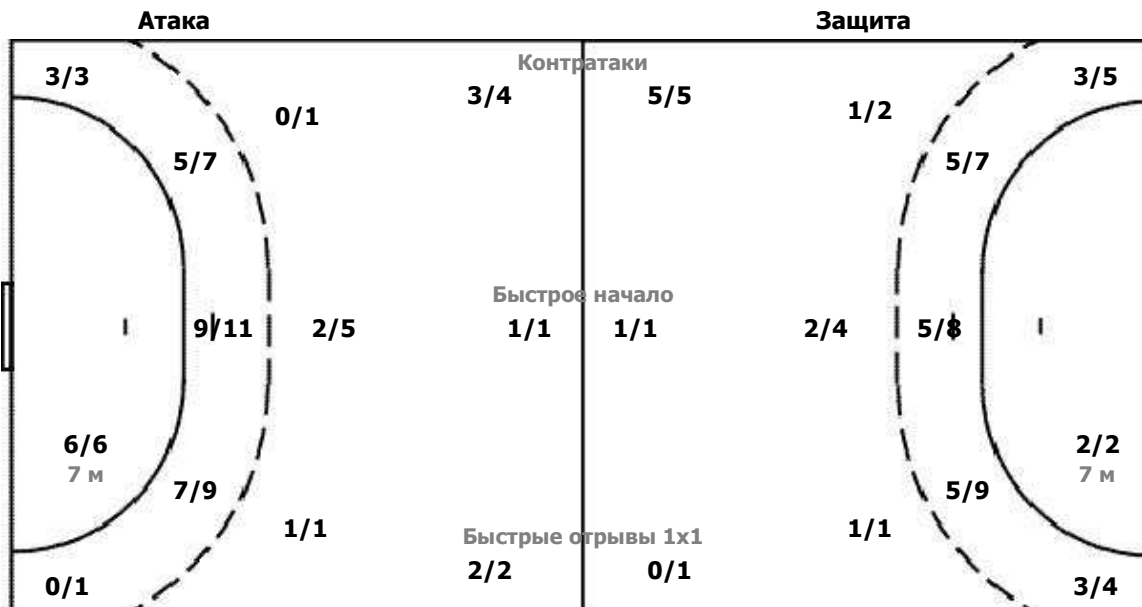 Атака Защита
Контратаки
3/3 3/5
3/4 5/5
0/1 1/2
5/7 5/7
Быстрое начало
9/11 2/5 1/1 1/1 2/4 5/8
6/6 2/2
7 м 7 м
7/9 5/9
1/1 1/1
Быстрые отрывы 1x1
2/2 0/1
0/1 3/4